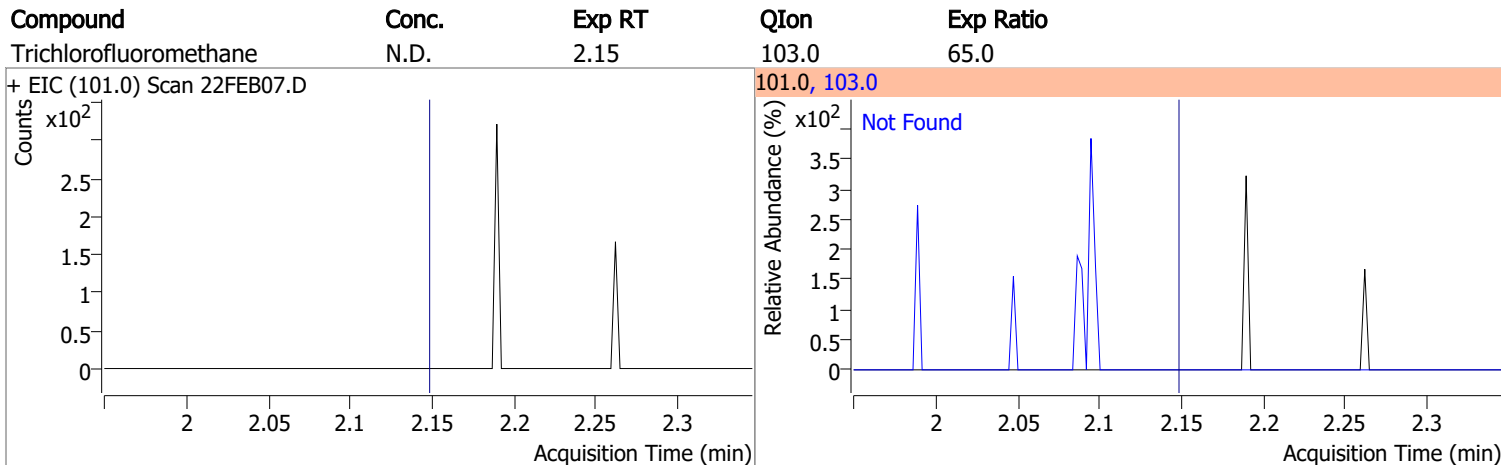 Compound Conc. Exp RT QIon Exp Ratio
Trichlorofluoromethane N.D. 2.15 103.0 65.0
+ EIC (101.0) Scan 22FEB07.D
Counts
x10²
2.5
2
1.5
1
0.5
0
2 2.05 2.1 2.15 2.2 2.25 2.3
Acquisition Time (min)
101.0, 103.0
Relative Abundance (%)
x10²
Not Found
3.5
3
2.5
2
1.5
1
0.5
0
2 2.05 2.1 2.15 2.2 2.25 2.3
Acquisition Time (min)